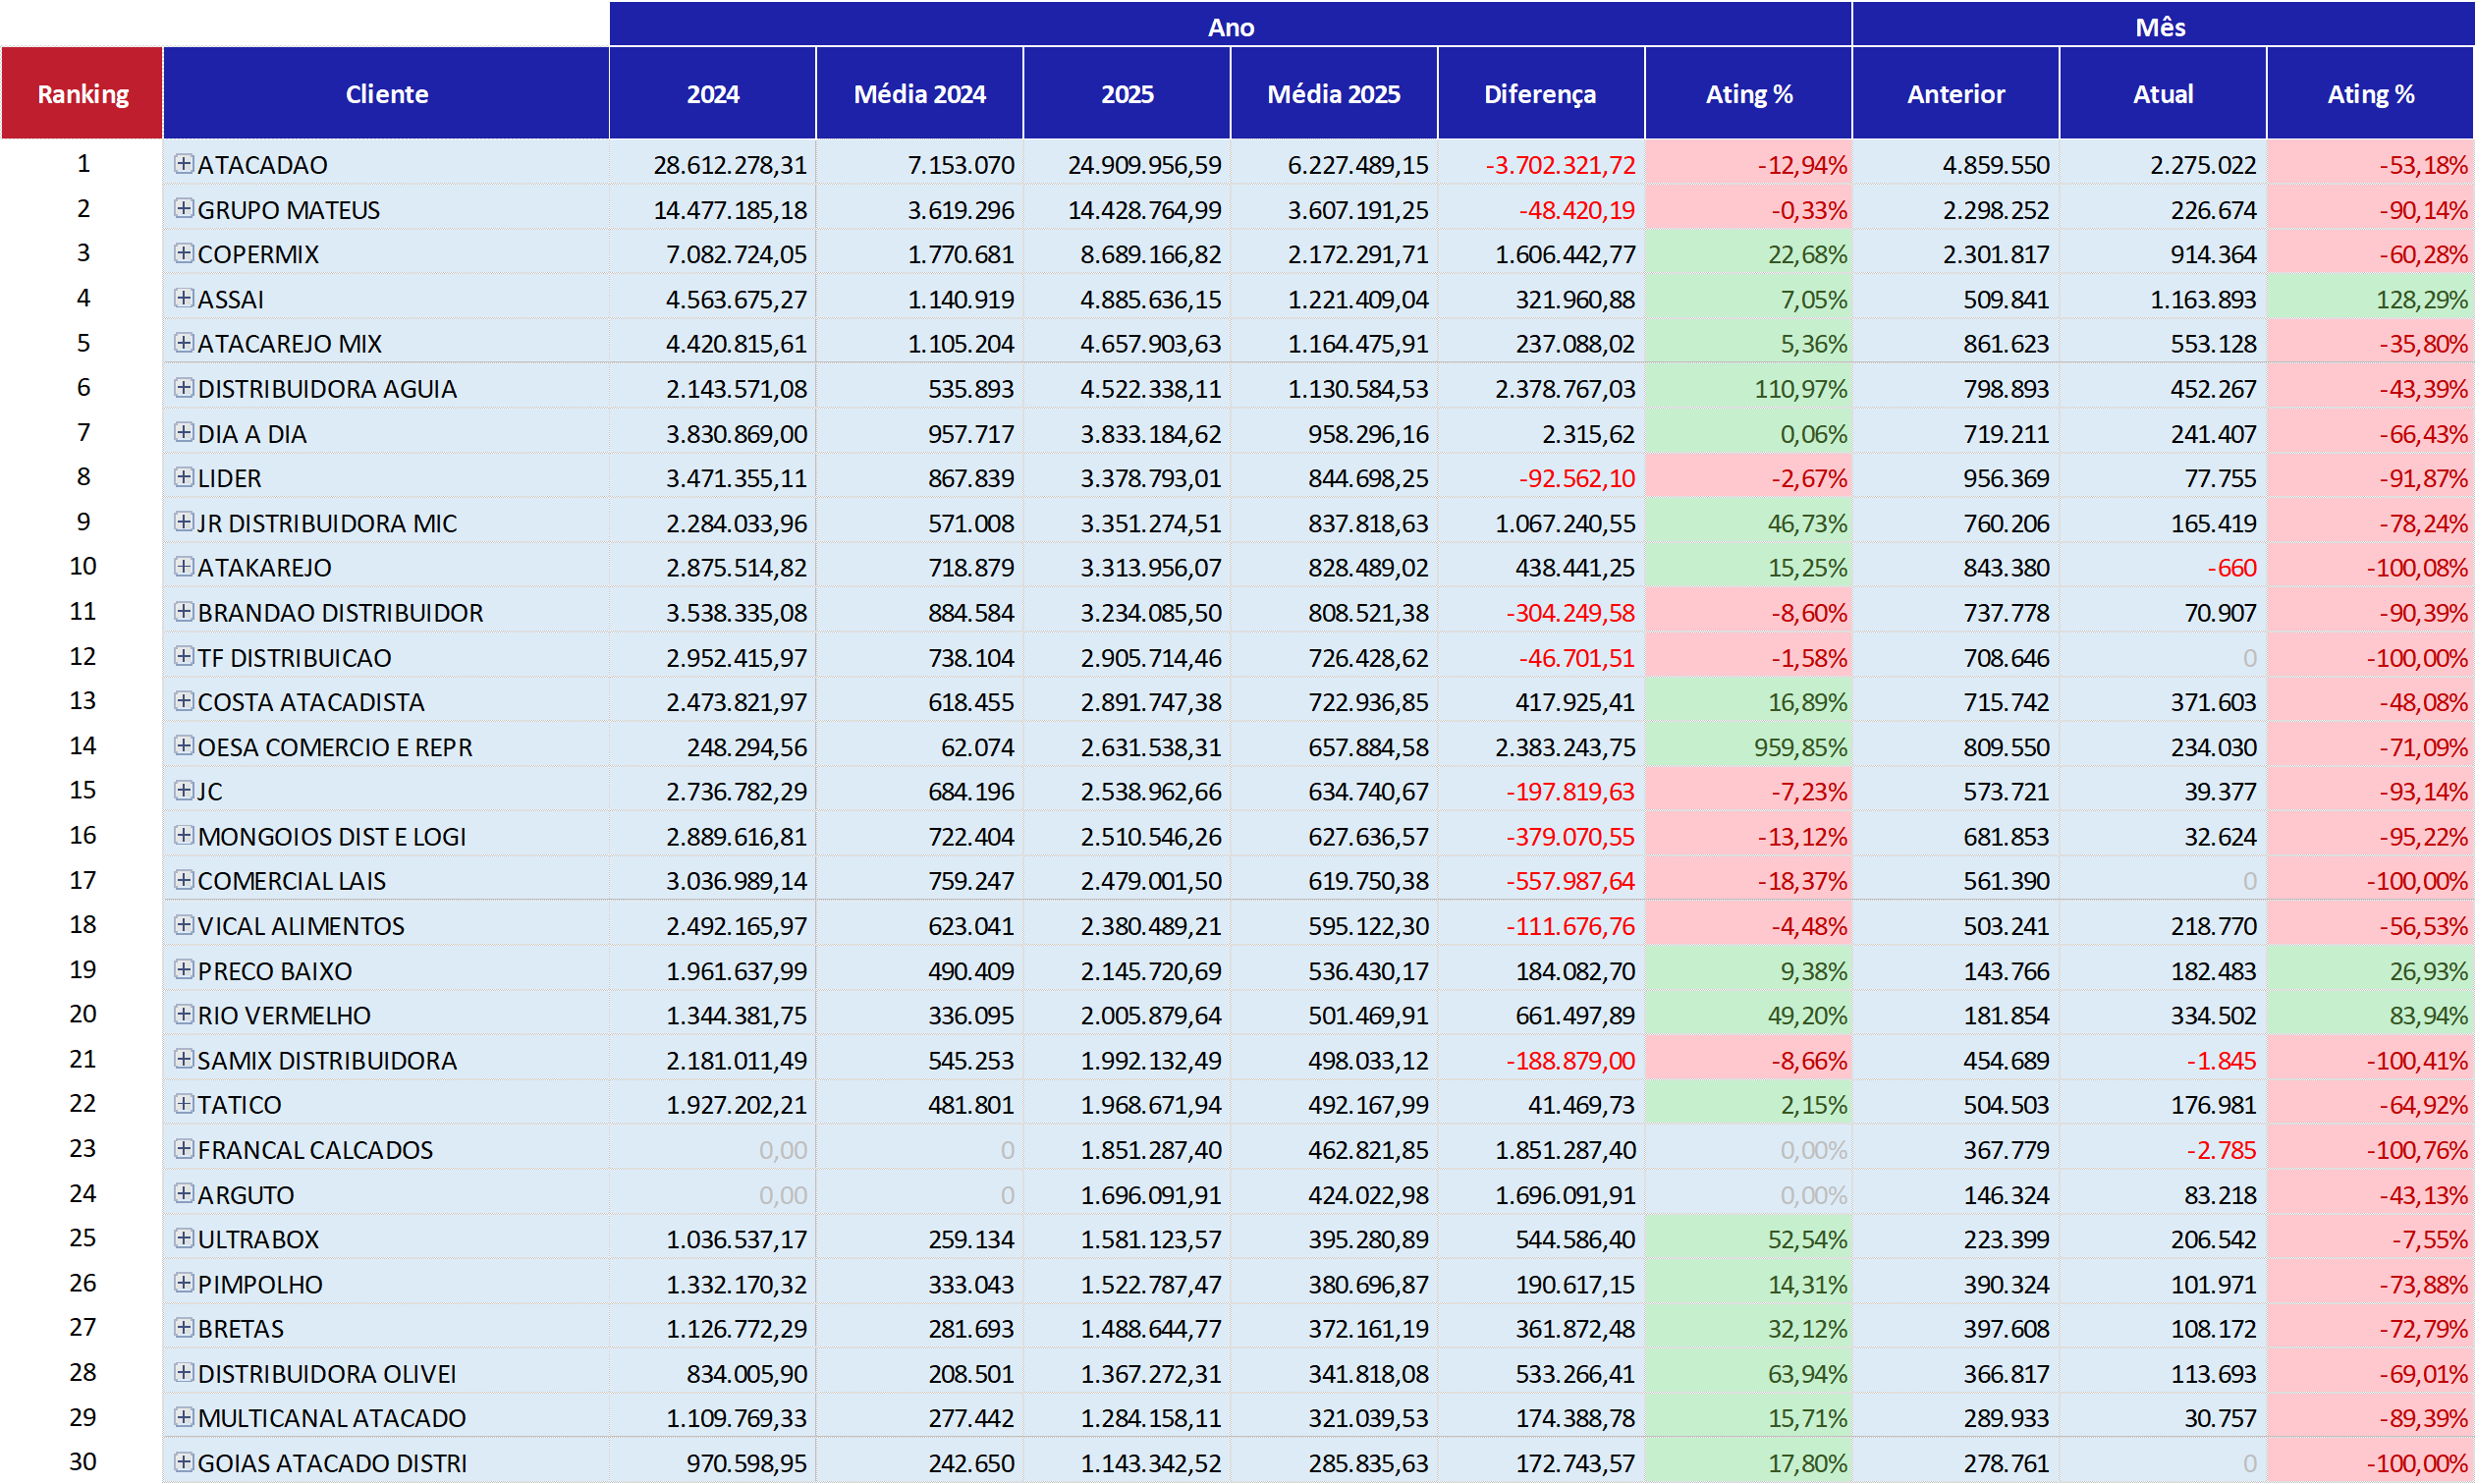 Ano Mês
Ranking Cliente 2024 Média 2024 2025 Média 2025 Diferença Ating % Anterior Atual Ating %
1 ATACADAO 28.612.278,31 7.153.070 24.909.956,59 6.227.489,15 -3.702.321,72 -12,94% 4.859.550 2.275.022 -53,18%
2 GRUPO MATEUS 14.477.185,18 3.619.296 14.428.764,99 3.607.191,25 -48.420,19 -0,33% 2.298.252 226.674 -90,14%
3 COPERMIX 7.082.724,05 1.770.681 8.689.166,82 2.172.291,71 1.606.442,77 22,68% 2.301.817 914.364 -60,28%
4 ASSAI 4.563.675,27 1.140.919 4.885.636,15 1.221.409,04 321.960,88 7,05% 509.841 1.163.893 128,29%
5 ATACAREJO MIX 4.420.815,61 1.105.204 4.657.903,63 1.164.475,91 237.088,02 5,36% 861.623 553.128 -35,80%
6 DISTRIBUIDORA AGUIA 2.143.571,08 535.893 4.522.338,11 1.130.584,53 2.378.767,03 110,97% 798.893 452.267 -43,39%
7 DIA A DIA 3.830.869,00 957.717 3.833.184,62 958.296,16 2.315,62 0,06% 719.211 241.407 -66,43%
8 LIDER 3.471.355,11 867.839 3.378.793,01 844.698,25 -92.562,10 -2,67% 956.369 77.755 -91,87%
9 JR DISTRIBUIDORA MIC 2.284.033,96 571.008 3.351.274,51 837.818,63 1.067.240,55 46,73% 760.206 165.419 -78,24%
10 ATAKAREJO 2.875.514,82 718.879 3.313.956,07 828.489,02 438.441,25 15,25% 843.380 -660 -100,08%
11 BRANDAO DISTRIBUIDOR 3.538.335,08 884.584 3.234.085,50 808.521,38 -304.249,58 -8,60% 737.778 70.907 -90,39%
12 TF DISTRIBUICAO 2.952.415,97 738.104 2.905.714,46 726.428,62 -46.701,51 -1,58% 708.646 0 -100,00%
13 COSTA ATACADISTA 2.473.821,97 618.455 2.891.747,38 722.936,85 417.925,41 16,89% 715.742 371.603 -48,08%
14 OESA COMERCIO E REPR 248.294,56 62.074 2.631.538,31 657.884,58 2.383.243,75 959,85% 809.550 234.030 -71,09%
15 JC 2.736.782,29 684.196 2.538.962,66 634.740,67 -197.819,63 -7,23% 573.721 39.377 -93,14%
16 MONGOIOS DIST E LOGI 2.889.616,81 722.404 2.510.546,26 627.636,57 -379.070,55 -13,12% 681.853 32.624 -95,22%
17 COMERCIAL LAIS 3.036.989,14 759.247 2.479.001,50 619.750,38 -557.987,64 -18,37% 561.390 0 -100,00%
18 VICAL ALIMENTOS 2.492.165,97 623.041 2.380.489,21 595.122,30 -111.676,76 -4,48% 503.241 218.770 -56,53%
19 PRECO BAIXO 1.961.637,99 490.409 2.145.720,69 536.430,17 184.082,70 9,38% 143.766 182.483 26,93%
20 RIO VERMELHO 1.344.381,75 336.095 2.005.879,64 501.469,91 661.497,89 49,20% 181.854 334.502 83,94%
21 SAMIX DISTRIBUIDORA 2.181.011,49 545.253 1.992.132,49 498.033,12 -188.879,00 -8,66% 454.689 -1.845 -100,41%
22 TATICO 1.927.202,21 481.801 1.968.671,94 492.167,99 41.469,73 2,15% 504.503 176.981 -64,92%
23 FRANCAL CALCADOS 0,00 0 1.851.287,40 462.821,85 1.851.287,40 0,00% 367.779 -2.785 -100,76%
24 ARGUTO 0,00 0 1.696.091,91 424.022,98 1.696.091,91 0,00% 146.324 83.218 -43,13%
25 ULTRABOX 1.036.537,17 259.134 1.581.123,57 395.280,89 544.586,40 52,54% 223.399 206.542 -7,55%
26 PIMPOLHO 1.332.170,32 333.043 1.522.787,47 380.696,87 190.617,15 14,31% 390.324 101.971 -73,88%
27 BRETAS 1.126.772,29 281.693 1.488.644,77 372.161,19 361.872,48 32,12% 397.608 108.172 -72,79%
28 DISTRIBUIDORA OLIVEI 834.005,90 208.501 1.367.272,31 341.818,08 533.266,41 63,94% 366.817 113.693 -69,01%
29 MULTICANAL ATACADO 1.109.769,33 277.442 1.284.158,11 321.039,53 174.388,78 15,71% 289.933 30.757 -89,39%
30 GOIAS ATACADO DISTRI 970.598,95 242.650 1.143.342,52 285.835,63 172.743,57 17,80% 278.761 0 -100,00%